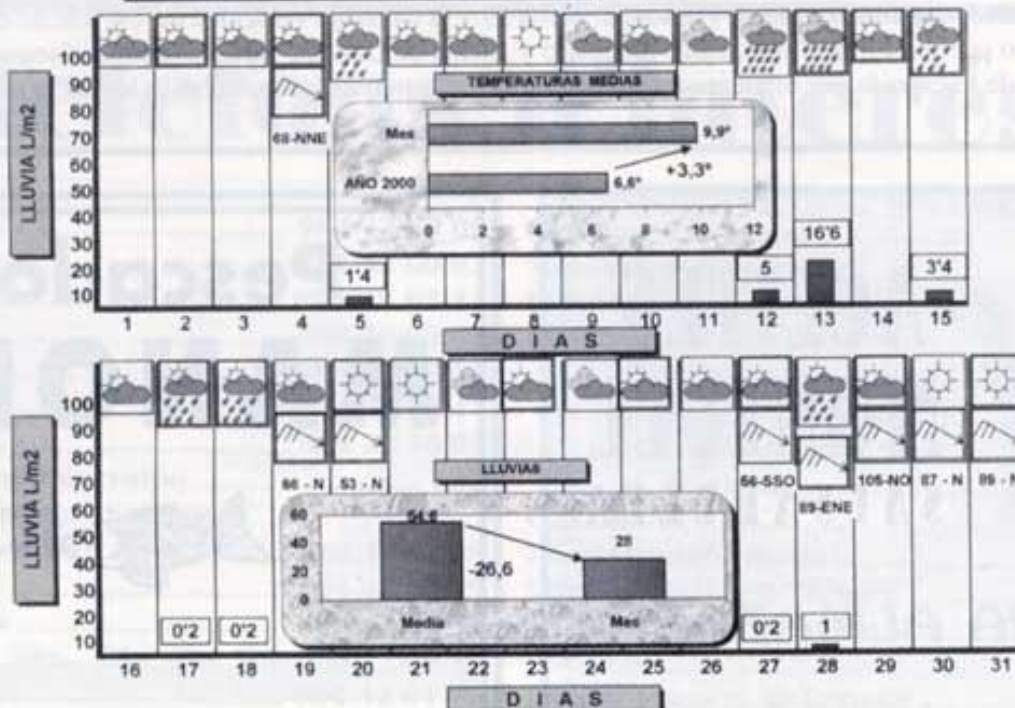 100
90
80
70
60
50
40
30
20
10
LLUVIA L/m2
68-NNE
TEMPERATURAS MEDIAS
Mes
9,9º
+3,3º
AÑO 2000
6,6º
0 2 4 6 8 10 12
1'4
5
16'6
3'4
1 2 3 4 5 6 7 8 9 10 11 12 13 14 15
DIAS
100
90
80
70
60
50
40
30
20
10
LLUVIA L/m2
66 - N
53 - N
56-SSO
89-ENE
105-NO
87 - N
LLUVIAS
60
40
20
0
54,6
-26,6
28
Media
Mes
0'2
0'2
0'2
1
16 17 18 19 20 21 22 23 24 25 26 27 28 29 30 31
DIAS